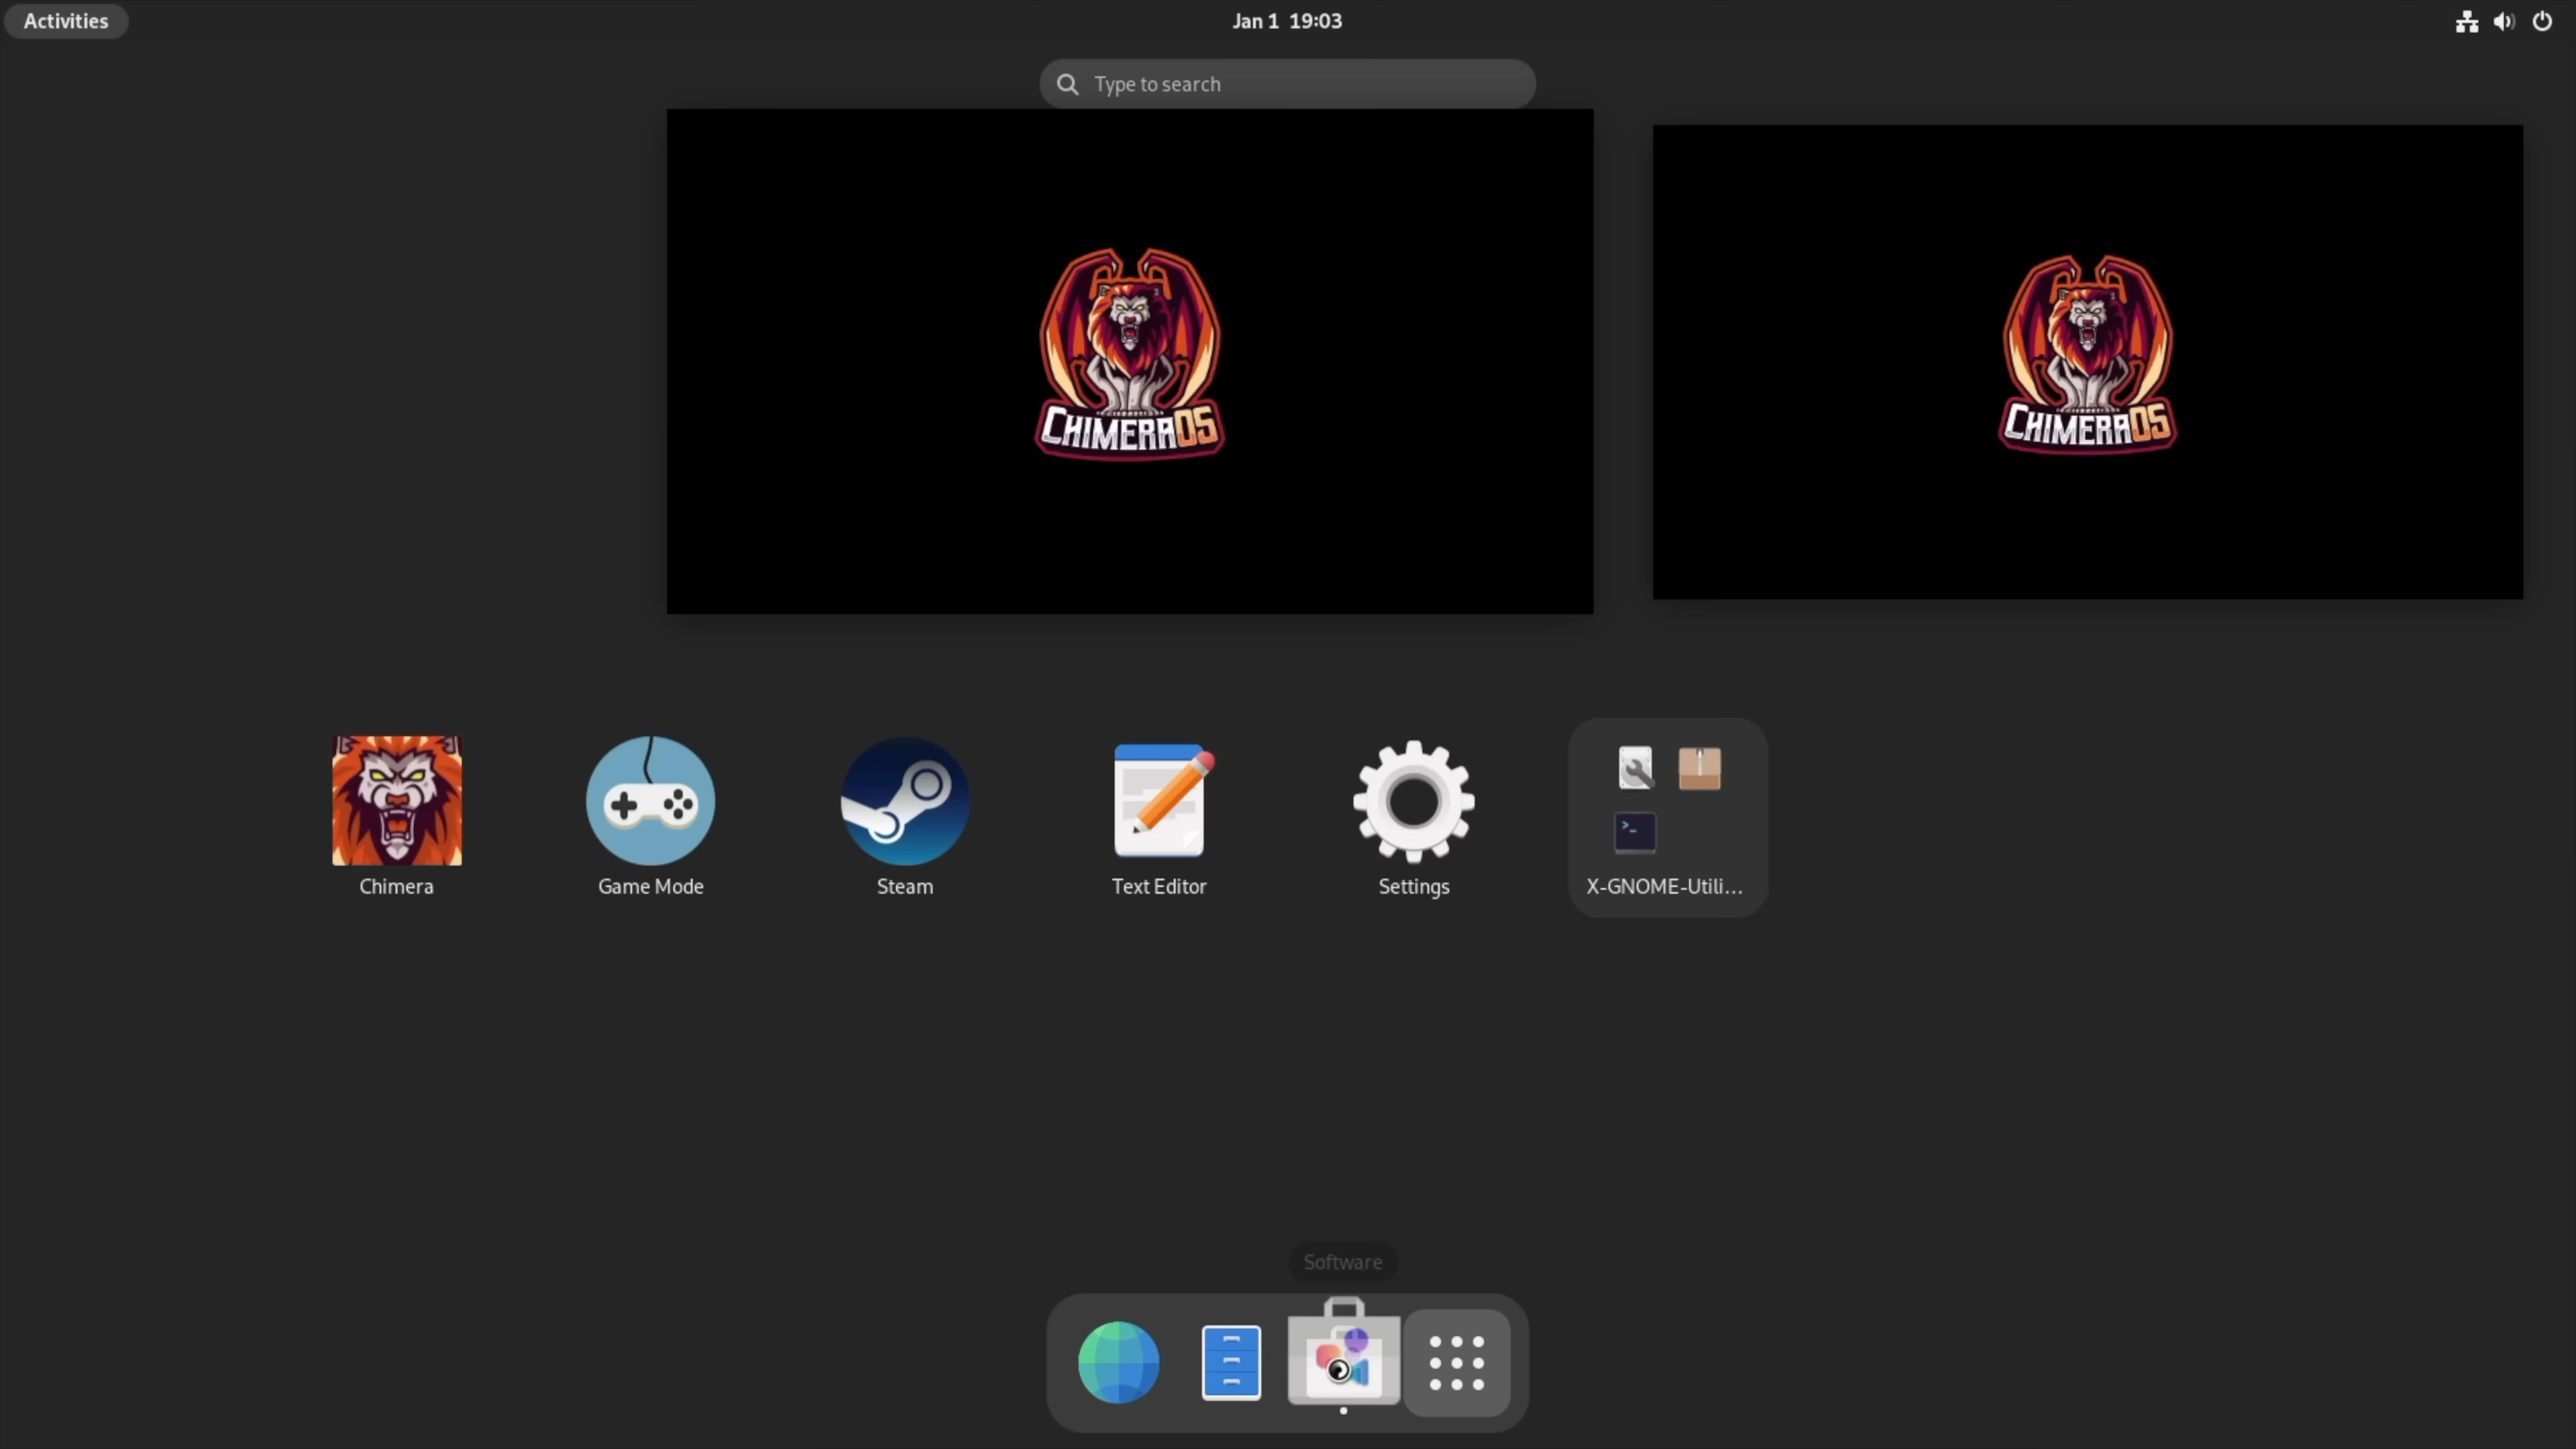 Activities
Jan 1 19:03
Type to search
CHIMERAOS
CHIMERAOS
Chimera
Game Mode
Steam
Text Editor
Settings
>_
X-GNOME-Utili...
Software